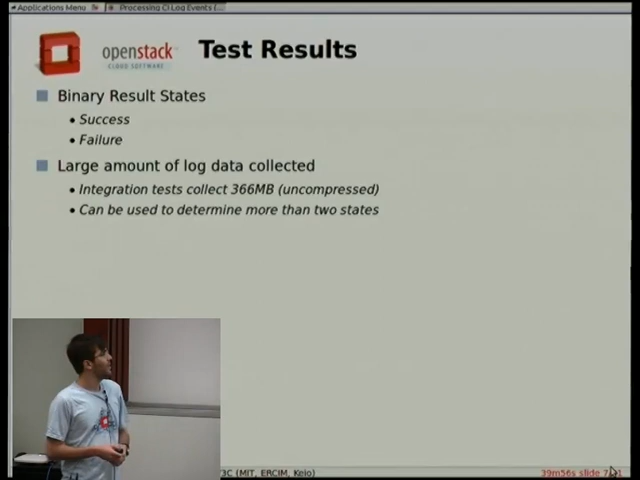 Applications Menu
Processing CI Log Events (...
openstack
CLOUD SOFTWARE
Test Results
Binary Result States
Success
Failure
Large amount of log data collected
Integration tests collect 366MB (uncompressed)
Can be used to determine more than two states
(MIT, ERCIM, Keio)
39m56s slide